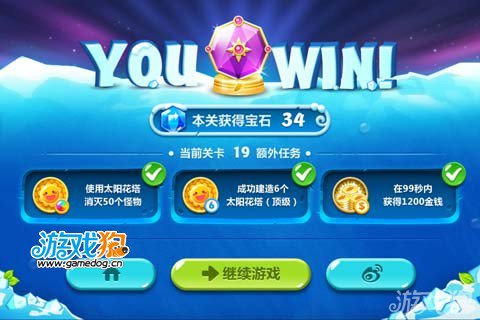 YOU WIN!
本关获得宝石 34
当前关卡 19 额外任务
使用太阳花塔
消灭50个怪物
6
成功建造6个
太阳花塔（顶级）
在99秒内
获得1200金钱
游戏狗
www.gamedog.cn
继续游戏
游戏狗